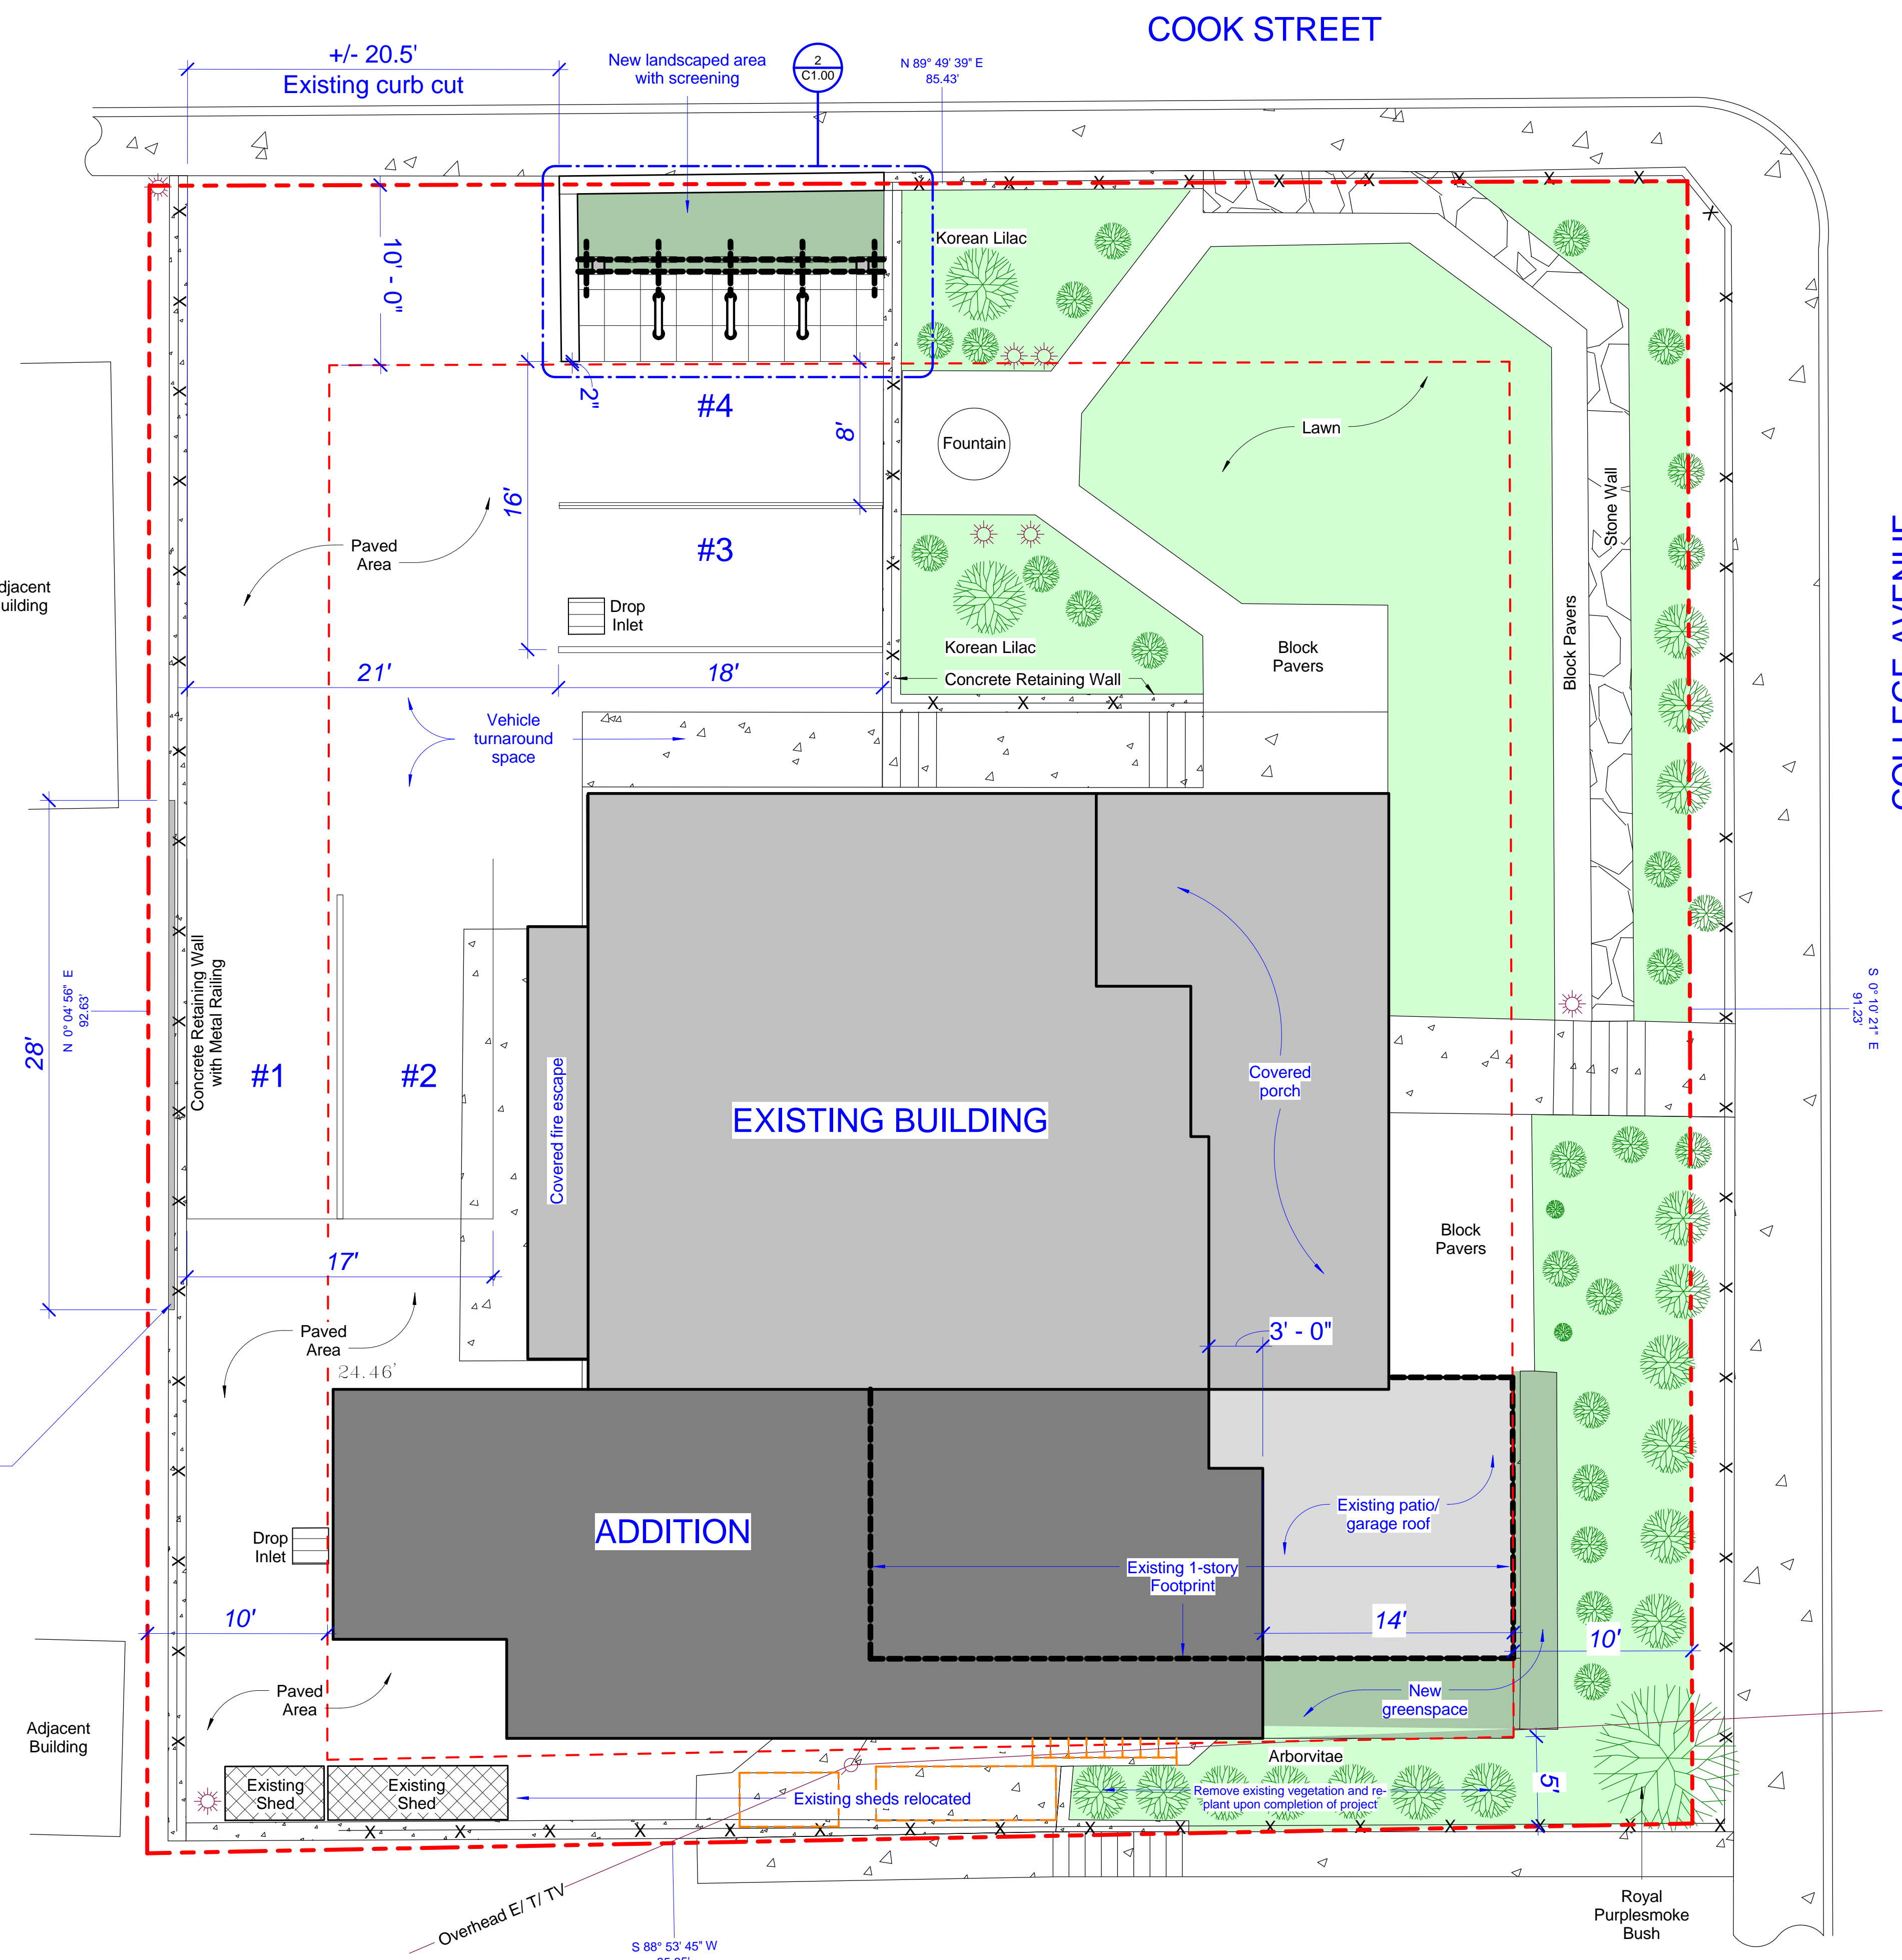 COOK STREET
+/- 20.5'
Existing curb cut
New landscaped area
with screening
2
C1.00
N 89° 49' 39" E
85.43'
10' - 0"
Korean Lilac
2"
#4
8'
Fountain
Lawn
16'
Stone Wall
COLLEGE AVENUE
Paved
Area
#3
Drop
Inlet
Block Pavers
Korean Lilac
Block
Pavers
21'
18'
Concrete Retaining Wall
Vehicle
turnaround
space
28'
N 0° 04' 56" E
92.63'
Concrete Retaining Wall
with Metal Railing
S 0° 10' 21" E
91.23'
#1
#2
Covered fire escape
Covered
porch
EXISTING BUILDING
Block
Pavers
17'
Paved
Area
3' - 0"
24.46'
ADDITION
Existing patio/
garage roof
Drop
Inlet
Existing 1-story
Footprint
10'
14'
10'
Paved
Area
New
greenspace
Adjacent
Building
Arborvitae
Existing
Shed
Existing
Shed
Existing sheds relocated
Remove existing vegetation and re-
plant upon completion of project
5'
Overhead E/ T/ TV
Royal
Purplesmoke
Bush
S 88° 53' 45" W